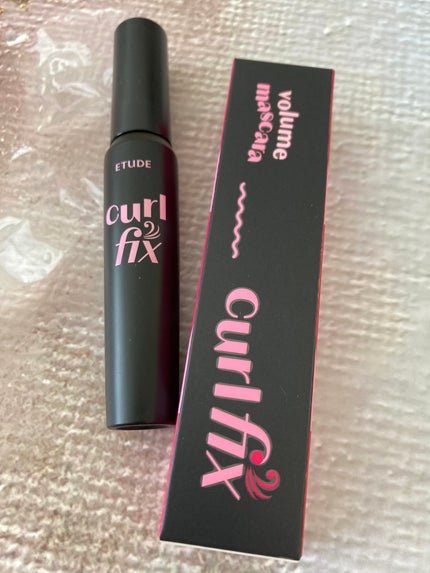 ETUDE
curl
fix
volume
mascara
curl fix